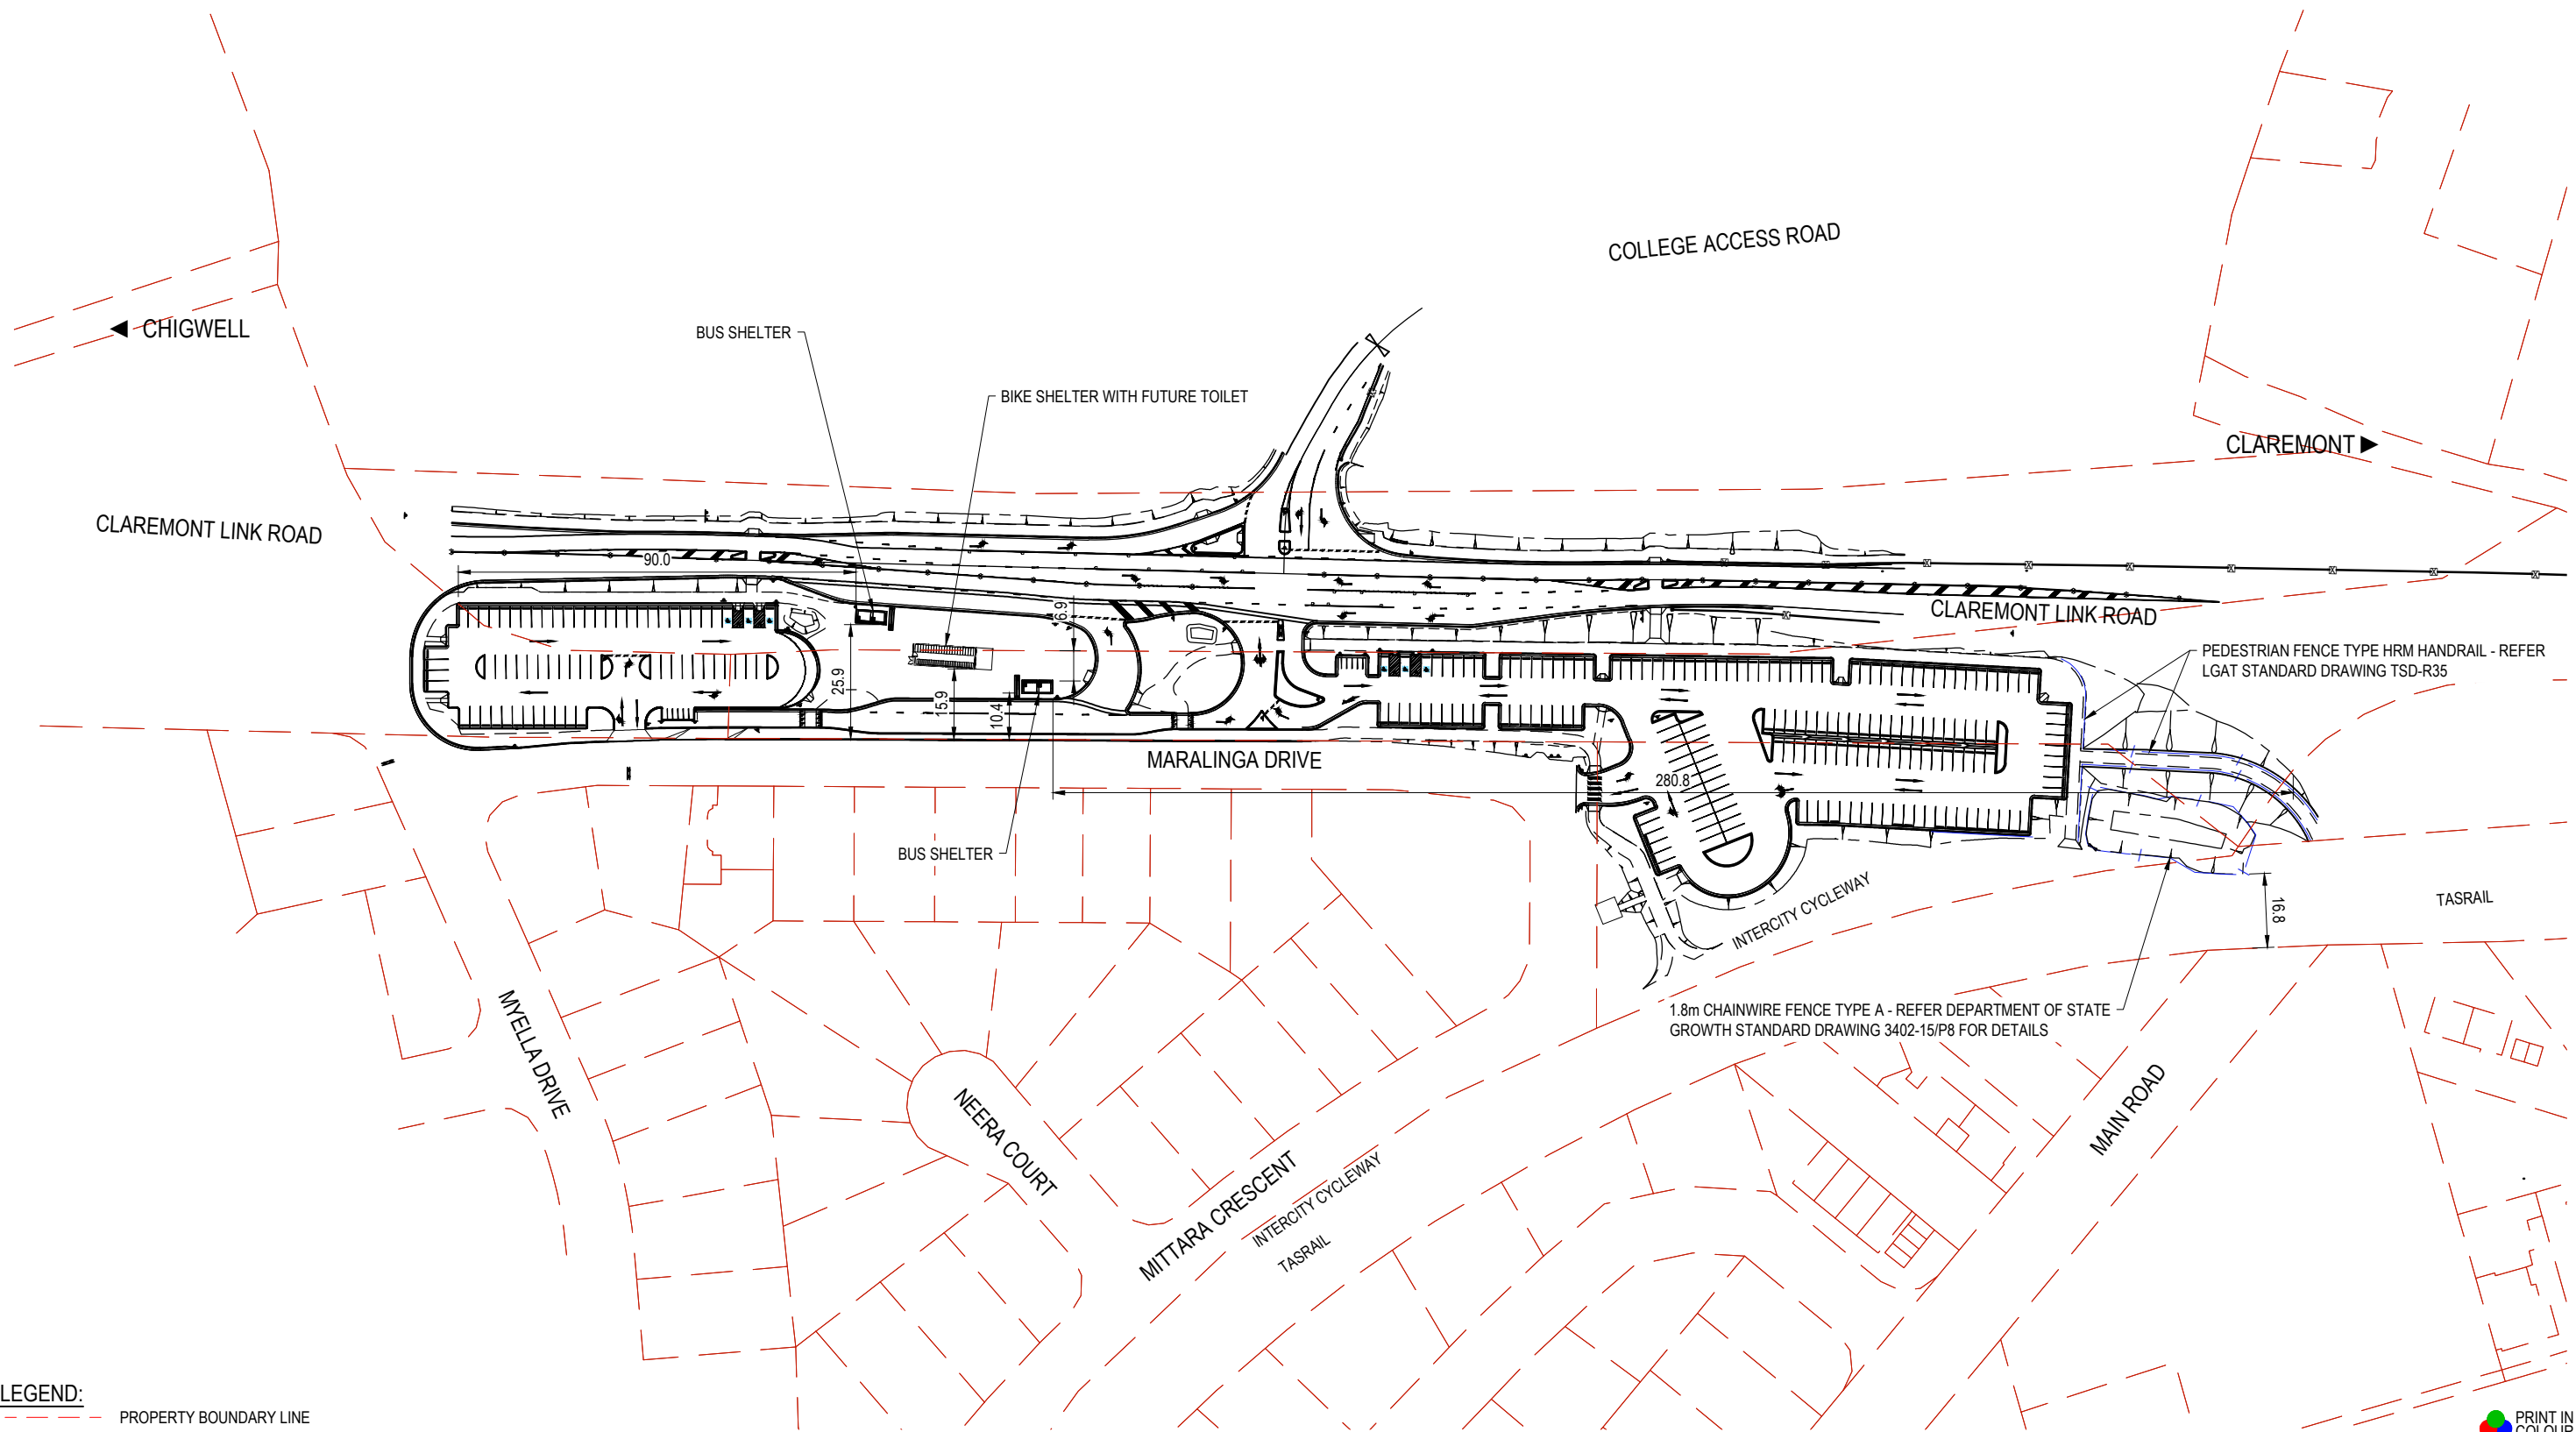 COLLEGE ACCESS ROAD
CHIGWELL
BUS SHELTER
BIKE SHELTER WITH FUTURE TOILET
CLAREMONT
CLAREMONT LINK ROAD
90.0
6.9
CLAREMONT LINK ROAD
PEDESTRIAN FENCE TYPE HRM HANDRAIL - REFER
LGAT STANDARD DRAWING TSD-R35
25.9
15.9
10.4
MARALINGA DRIVE
280.8
BUS SHELTER
INTERCITY CYCLEWAY
16.8
TASRAIL
1.8m CHAINWIRE FENCE TYPE A - REFER DEPARTMENT OF STATE
GROWTH STANDARD DRAWING 3402-15/P8 FOR DETAILS
MYELLA DRIVE
NEERA COURT
MAIN ROAD
MITTARA CRESCENT
INTERCITY CYCLEWAY
TASRAIL
LEGEND:
PROPERTY BOUNDARY LINE
PRINT IN
COLOUR